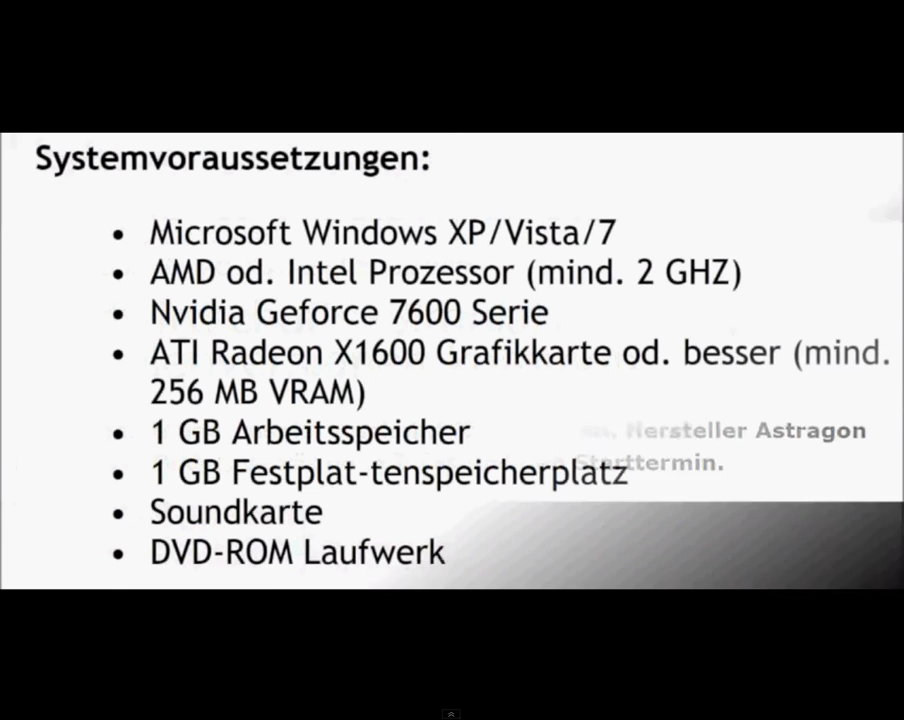 Systemvoraussetzungen:
• Microsoft Windows XP/Vista/7
• AMD od. Intel Prozessor (mind. 2 GHZ)
• Nvidia Geforce 7600 Serie
• ATI Radeon X1600 Grafikkarte od. besser (mind.
256 MB VRAM)
• 1 GB Arbeitsspeicher
Hersteller Astragon
• 1 GB Festplat-tenspeicherplatz
Starttermin.
• Soundkarte
• DVD-ROM Laufwerk